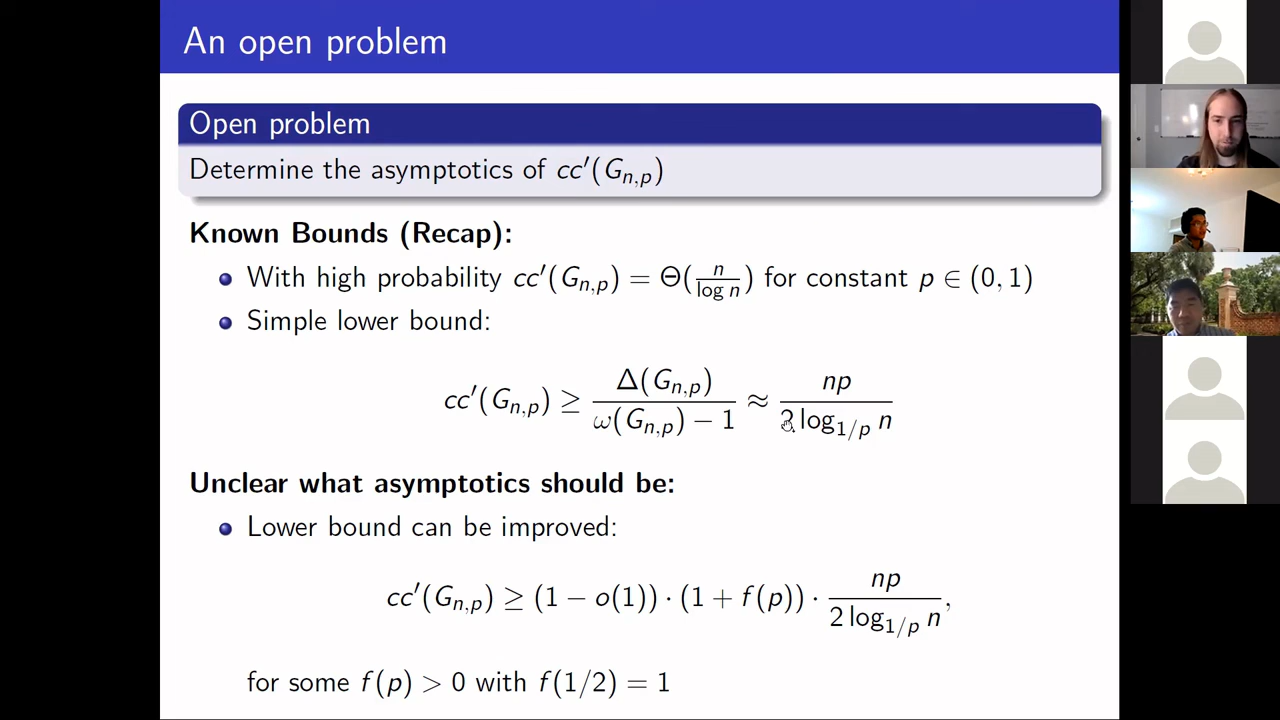 An open problem
Open problem
Determine the asymptotics of cc′(G_{n,p})
Known Bounds (Recap):
With high probability cc′(G_{n,p}) = Θ(n/log n) for constant p ∈ (0, 1)
Simple lower bound:
cc′(G_{n,p}) ≥ Δ(G_{n,p})/(ω(G_{n,p}) − 1) ≈ np/(2 log_{1/p} n)
Unclear what asymptotics should be:
Lower bound can be improved:
cc′(G_{n,p}) ≥ (1 − o(1)) · (1 + f(p)) · np/(2 log_{1/p} n),
for some f(p) > 0 with f(1/2) = 1